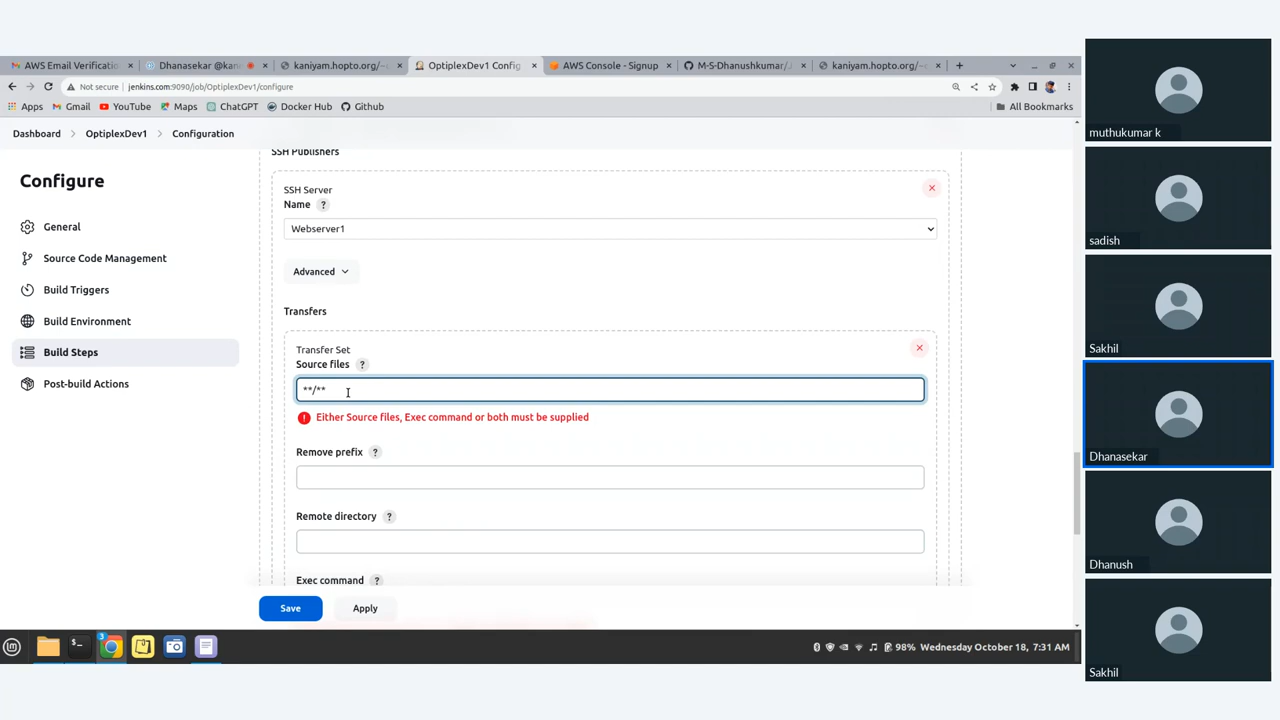 AWS Email Verificatio
Dhanasekar @kani
kaniyam.hopto.org/~c
OptiplexDev1 Config
AWS Console - Signup
M-S-Dhanushkumar/J
kaniyam.hopto.org/~c
Not secure
jenkins.com:9090/job/OptiplexDev1/configure
Apps
Gmail
YouTube
Maps
ChatGPT
Docker Hub
Github
All Bookmarks
Dashboard > OptiplexDev1 > Configuration
Configure
General
Source Code Management
Build Triggers
Build Environment
Build Steps
Post-build Actions
SSH Publishers
SSH Server
Name ?
Webserver1
Advanced
Transfers
Transfer Set
Source files ?
**/**
Either Source files, Exec command or both must be supplied
Remove prefix ?
Remote directory ?
Exec command ?
Save
Apply
3
98% Wednesday October 18, 7:31 AM
muthukumar k
sadish
Sakhil
Dhanasekar
Dhanush
Sakhil